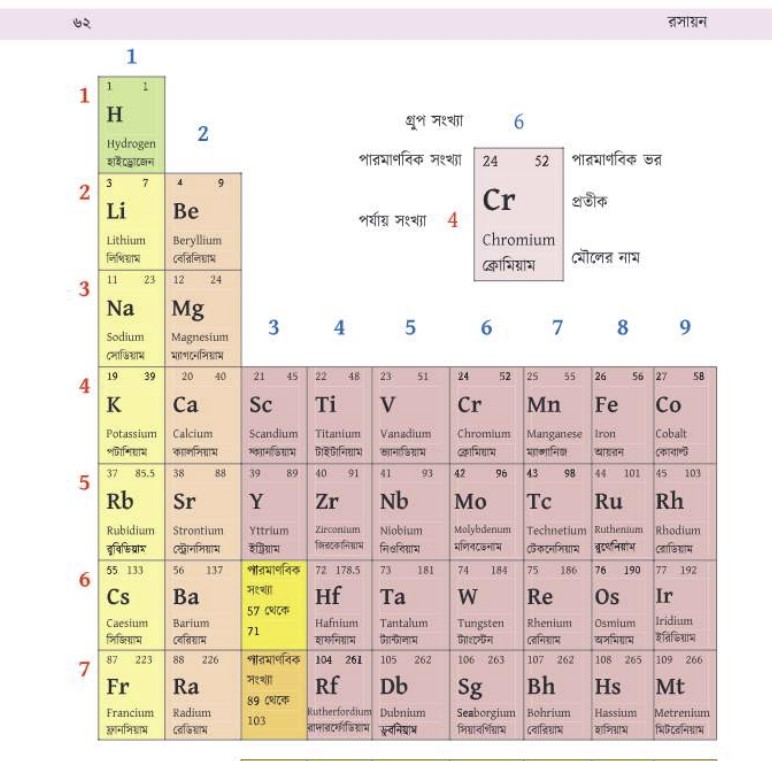 ৬২ রসায়ন
1
1
1 1
H
Hydrogen
হাইড্রোজেন
2
গ্রুপ সংখ্যা 6
পারমাণবিক সংখ্যা 24 52 পারমাণবিক ভর
Cr প্রতীক
পর্যায় সংখ্যা 4
Chromium
ক্রোমিয়াম মৌলের নাম
2
3 7 4 9
Li Be
Lithium Beryllium
লিথিয়াম বেরিলিয়াম
3
11 23 12 24
Na Mg
Sodium Magnesium
সোডিয়াম ম্যাগনেসিয়াম
3 4 5 6 7 8 9
4
19 39 20 40 21 45 22 48 23 51 24 52 25 55 26 56 27 58
K Ca Sc Ti V Cr Mn Fe Co
Potassium Calcium Scandium Titanium Vanadium Chromium Manganese Iron Cobalt
পটাশিয়াম ক্যালসিয়াম স্ক্যানডিয়াম টাইটানিয়াম ভ্যানাডিয়াম ক্রোমিয়াম ম্যাঙ্গানিজ আয়রন কোবাল্ট
5
37 85.5 38 88 39 89 40 91 41 93 42 96 43 98 44 101 45 103
Rb Sr Y Zr Nb Mo Tc Ru Rh
Rubidium Strontium Yttrium Zirconium Niobium Molybdenum Technetium Ruthenium Rhodium
রুবিডিয়াম স্ট্রোনসিয়াম ইট্রিয়াম জিরকোনিয়াম নিওবিয়াম মলিবডেনাম টেকনেসিয়াম রুথেনিয়াম রোডিয়াম
6
55 133 56 137 পারমাণবিক সংখ্যা 57 থেকে 71 72 178.5 73 181 74 184 75 186 76 190 77 192
Cs Ba Hf Ta W Re Os Ir
Caesium Barium Hafnium Tantalum Tungsten Rhenium Osmium Iridium
সিজিয়াম বেরিয়াম হাফনিয়াম ট্যান্টালাম ট্যাংস্টেন রেনিয়াম অসমিয়াম ইরিডিয়াম
7
87 223 88 226 পারমাণবিক সংখ্যা 89 থেকে 103 104 261 105 262 106 263 107 262 108 265 109 266
Fr Ra Rf Db Sg Bh Hs Mt
Francium Radium Rutherfordium Dubnium Seaborgium Bohrium Hassium Metrenium
ফ্রানসিয়াম রেডিয়াম রাদারফোর্ডিয়াম ডুবনিয়াম সিয়াবর্গিয়াম বোরিয়াম হাসিয়াম মিটরেনিয়াম